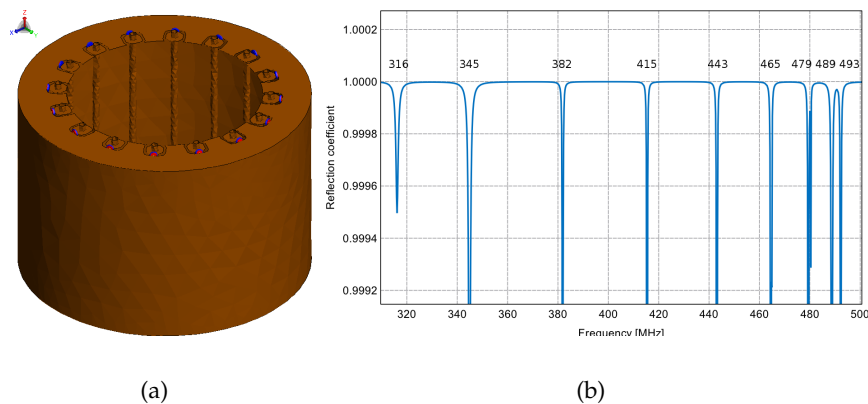 Z
X
Y
1.0002
1.0000
0.9998
0.9996
0.9994
0.9992
Reflection coefficient
316 345 382 415 443 465 479 489 493
320 340 360 380 400 420 440 460 480 500
Frequency [MHz]
(a) (b)